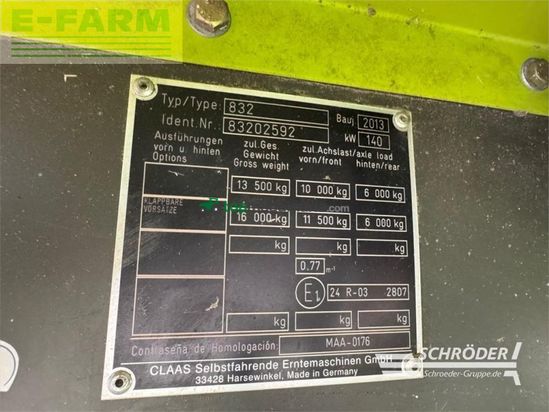 E-FARM
Typ/Type: 832 Bauj. 2013
Ident.Nr.: 83202592 kW 140
Ausführungen vorn u. hinten Options
zul.Ges. Gewicht Gross weight
zul.Achslast/axle load vorn/front hinten/rear
13 500 kg 10 000 kg 6 000 kg
KLAPPBARE VORSÄTZE
16 000 kg 11 500 kg 6 000 kg
.com
kg kg kg
0.77 m-1
E1 24 R-03 2807
kg kg kg
Contraseña de Homologación: MAA-0176
CLAAS Selbstfahrende Erntemaschinen GmbH
33428 Harsewinkel, Made in Germany
SCHRÖDER!
Schroeder-Gruppe.de